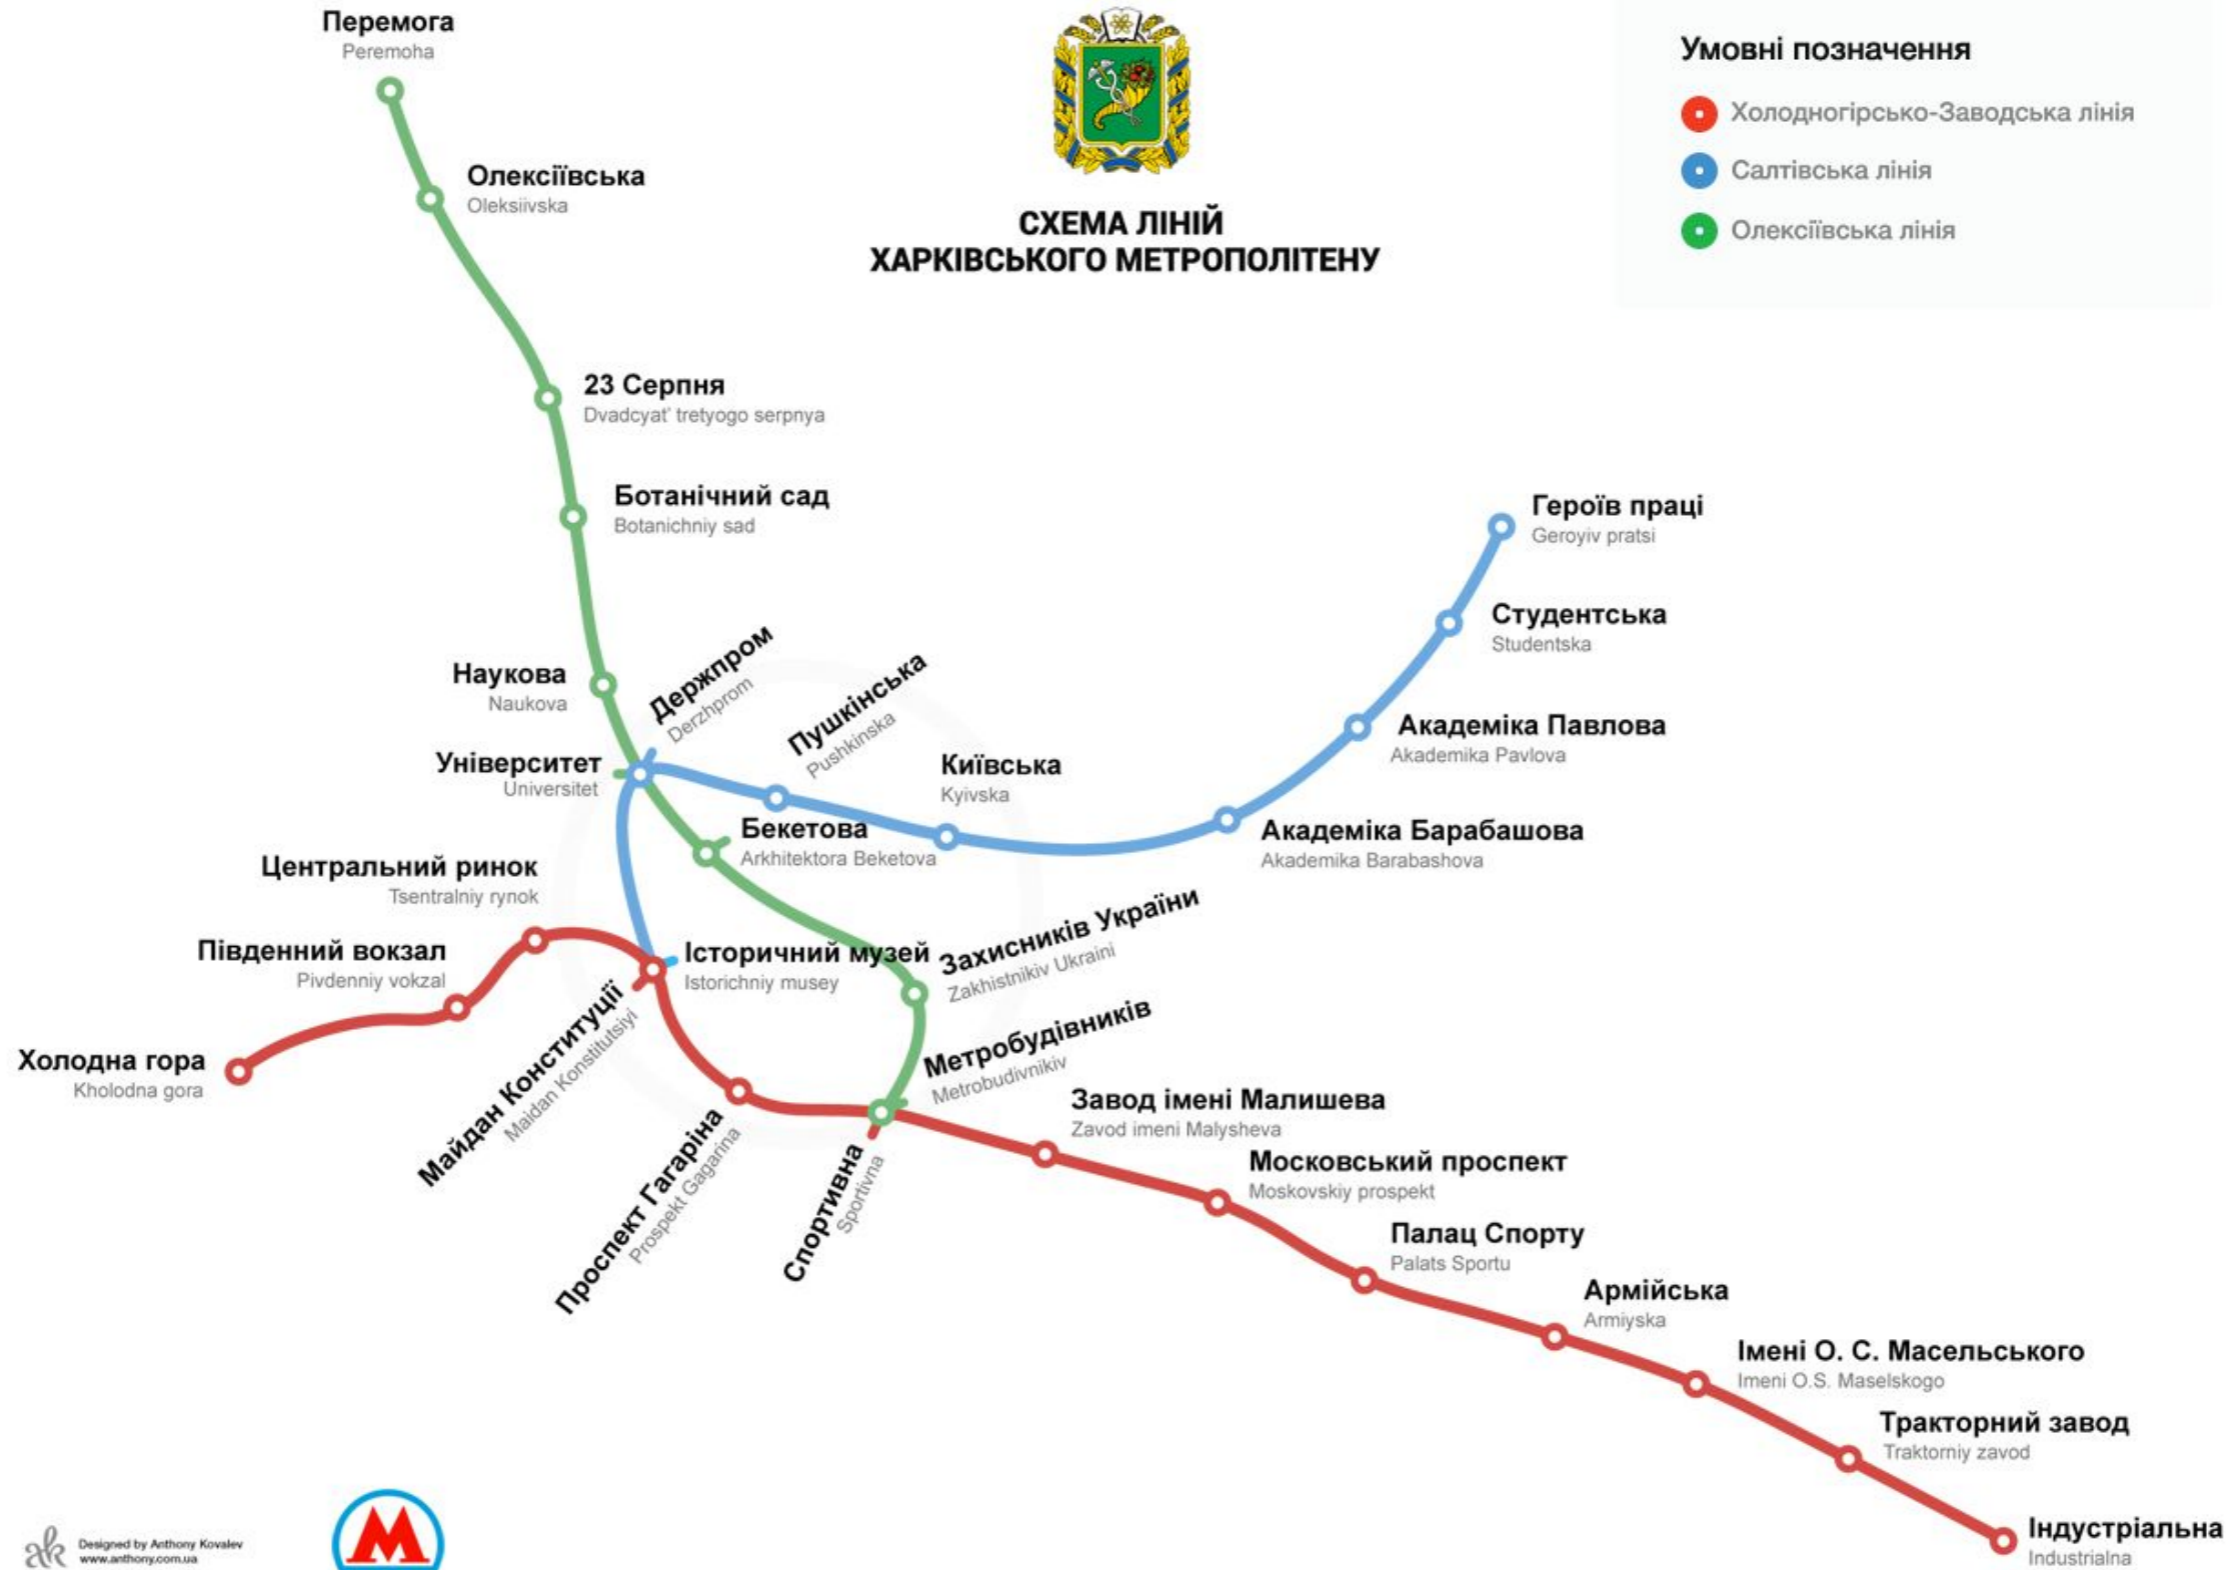 Перемога
Peremoha
Олексіївська
Oleksiivska
23 Серпня
Dvadcyat' tretyogo serpnya
Ботанічний сад
Botanichniy sad
Наукова
Naukova
Університет
Universitet
СХЕМА ЛІНІЙ
ХАРКІВСЬКОГО МЕТРОПОЛІТЕНУ
Умовні позначення
Холодногірсько-Заводська лінія
Салтівська лінія
Олексіївська лінія
Держпром
Derzhprom
Пушкінська
Pushkinska
Київська
Kyivska
Героїв праці
Geroyiv pratsi
Студентська
Studentska
Академіка Павлова
Akademika Pavlova
Академіка Барабашова
Akademika Barabashova
Бекетова
Arkhitektora Beketova
Центральний ринок
Tsentralniy rynok
Південний вокзал
Pivdenniy vokzal
Холодна гора
Kholodna gora
Історичний музей
Istorichniy musey
Майдан Конституції
Maidan Konstitutsiyi
Захисників України
Zakhistnikiv Ukraini
Метробудівників
Metrobudivnikiv
Проспект Гагаріна
Prospekt Gagarina
Спортивна
Sportivna
Завод імені Малишева
Zavod imeni Malysheva
Московський проспект
Moskovskiy prospekt
Палац Спорту
Palats Sportu
Армійська
Armiyska
Імені О. С. Масельського
Imeni O.S. Maselskogo
Тракторний завод
Traktorniy zavod
Індустріальна
Industrialna
ak
Designed by Anthony Kovalev
www.anthony.com.ua
М